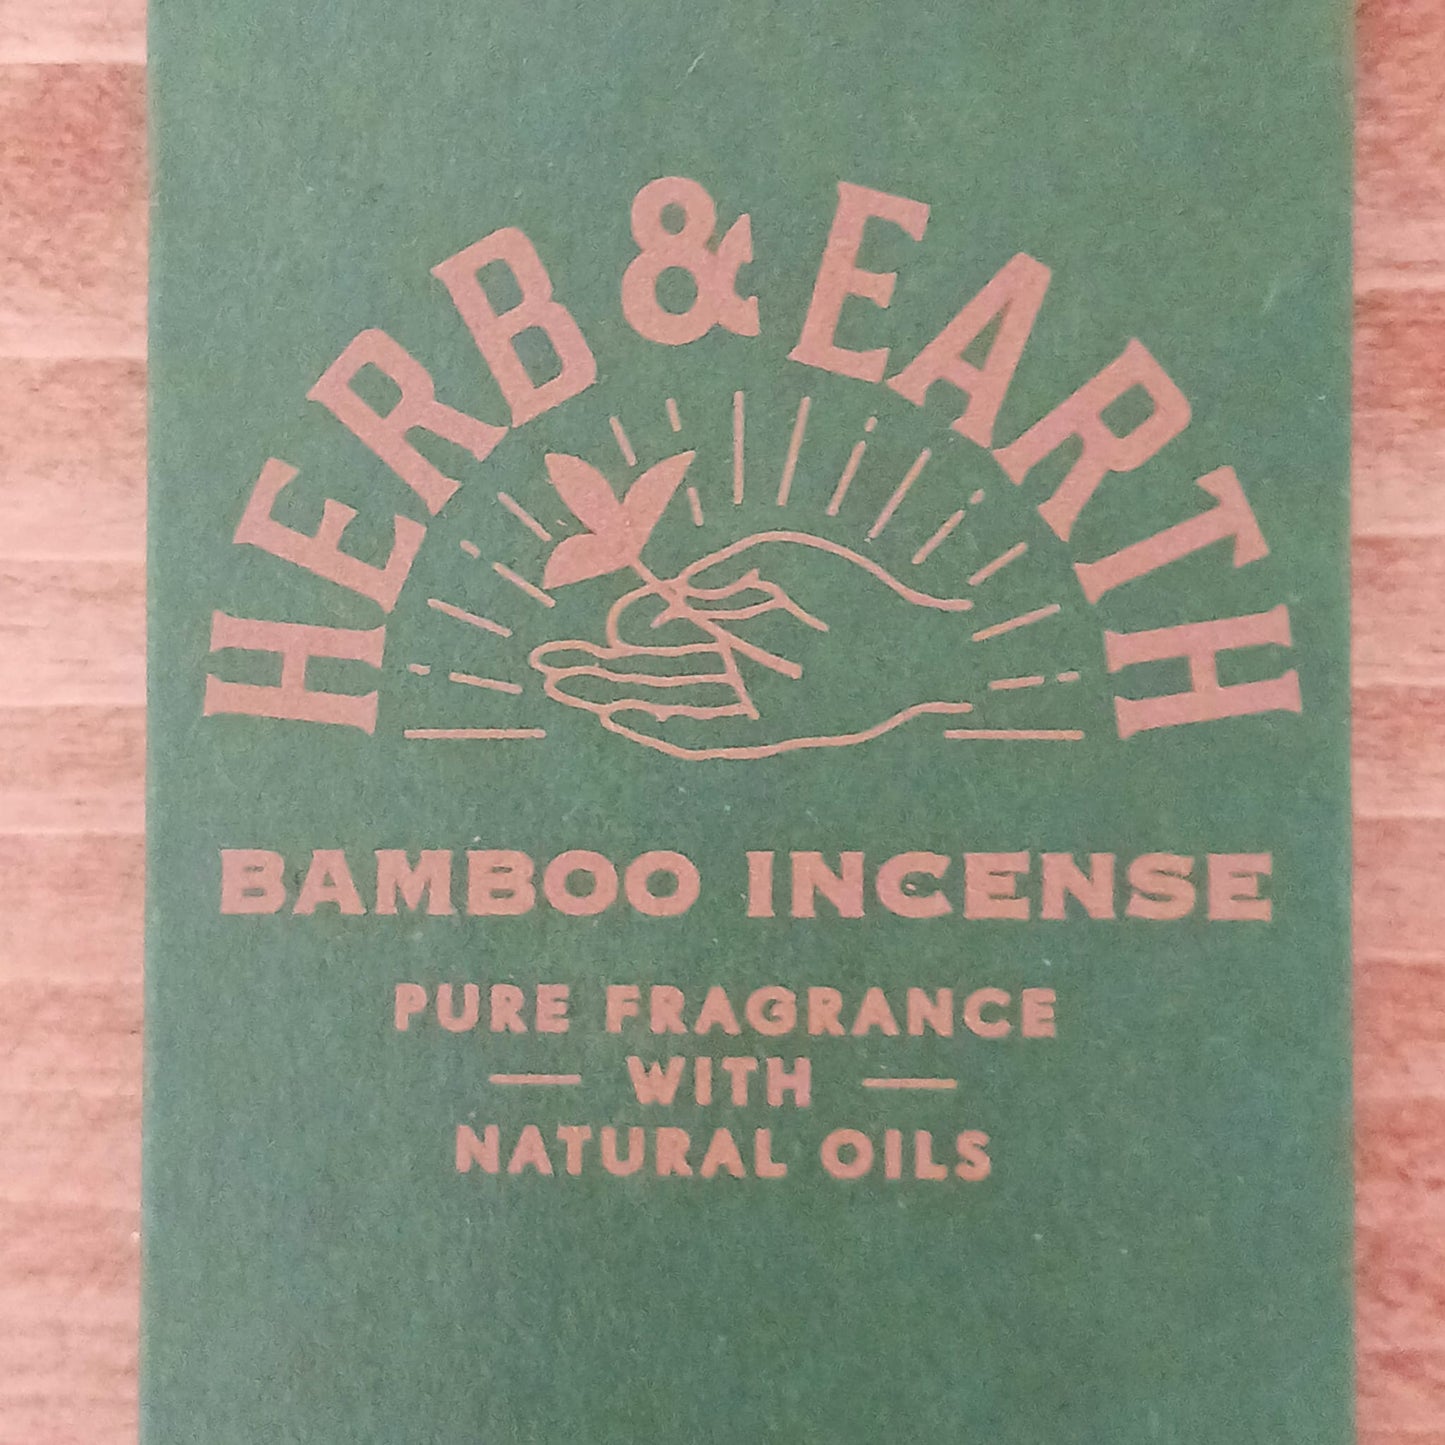 HERB & EARTH
BAMBOO INCENSE
PURE FRAGRANCE
— WITH —
NATURAL OILS